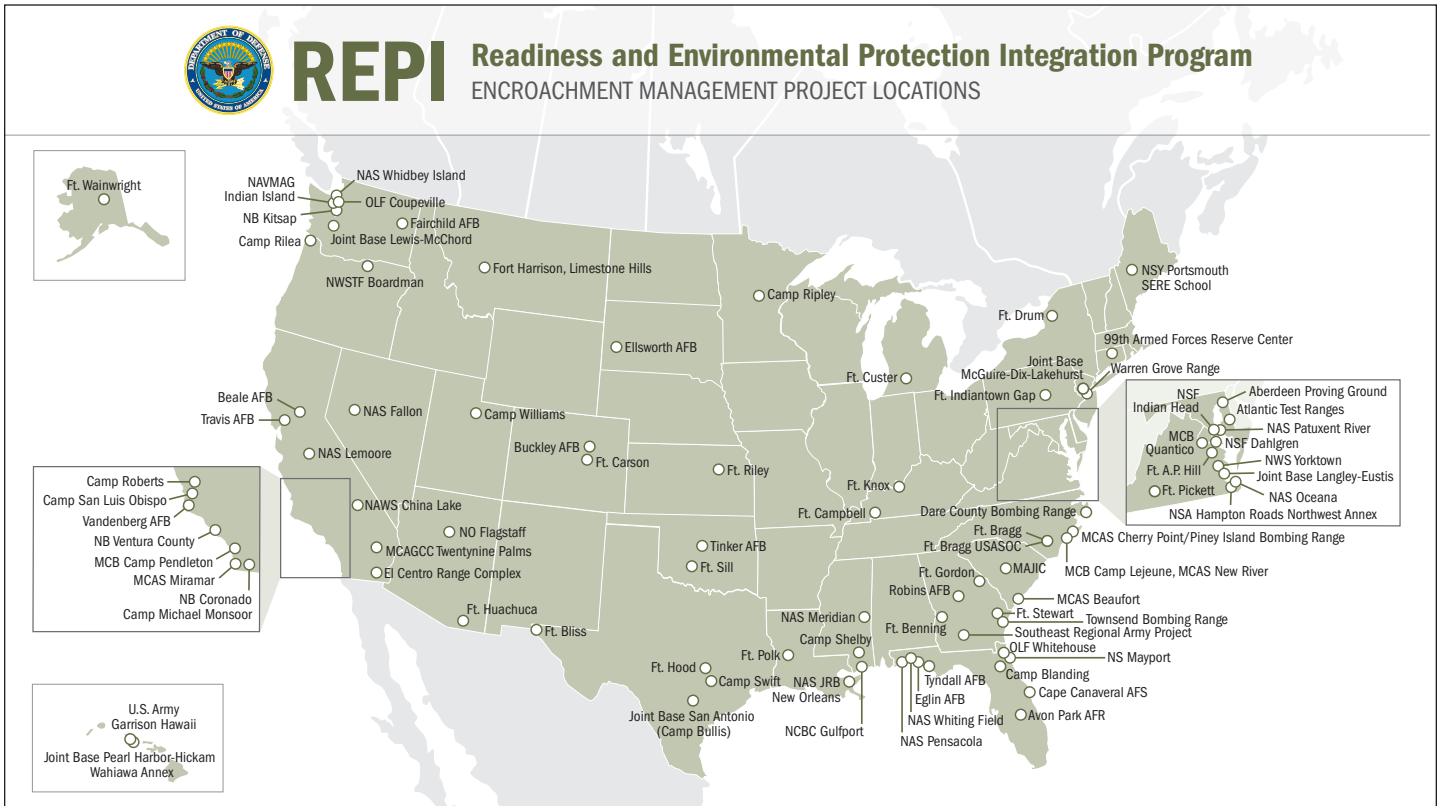 DEPARTMENT OF DEFENSE
UNITED STATES OF AMERICA
REPI
Readiness and Environmental Protection Integration Program
ENCROACHMENT MANAGEMENT PROJECT LOCATIONS
Ft. Wainwright
NAVMAG
Indian Island
NAS Whidbey Island
OLF Coupeville
NB Kitsap
Fairchild AFB
Camp Rilea
Joint Base Lewis-McChord
NWSTF Boardman
Fort Harrison, Limestone Hills
Camp Ripley
NSY Portsmouth
SERE School
Ft. Drum
99th Armed Forces Reserve Center
Ellsworth AFB
Joint Base
McGuire-Dix-Lakehurst
Warren Grove Range
Ft. Custer
Ft. Indiantown Gap
Beale AFB
Travis AFB
NAS Fallon
Camp Williams
NAS Lemoore
Buckley AFB
Ft. Carson
Ft. Riley
Ft. Knox
Ft. Campbell
NSF
Indian Head
Aberdeen Proving Ground
Atlantic Test Ranges
NAS Patuxent River
MCB
Quantico
NSF Dahlgren
Ft. A.P. Hill
NWS Yorktown
Joint Base Langley-Eustis
Ft. Pickett
NAS Oceana
NSA Hampton Roads Northwest Annex
Camp Roberts
Camp San Luis Obispo
Vandenberg AFB
NB Ventura County
MCB Camp Pendleton
MCAS Miramar
NB Coronado
Camp Michael Monsoor
NAWS China Lake
NO Flagstaff
MCAGCC Twentynine Palms
El Centro Range Complex
Ft. Huachuca
Ft. Bliss
Tinker AFB
Ft. Sill
Dare County Bombing Range
Ft. Bragg
Ft. Bragg USASOC
MCAS Cherry Point/Piney Island Bombing Range
MCB Camp Lejeune, MCAS New River
MAJIC
Ft. Gordon
Robins AFB
MCAS Beaufort
Ft. Stewart
Townsend Bombing Range
Ft. Benning
Southeast Regional Army Project
OLF Whitehouse
NS Mayport
Camp Blanding
Cape Canaveral AFS
Avon Park AFR
NAS Meridian
Camp Shelby
Ft. Polk
Ft. Hood
Camp Swift
Joint Base San Antonio
(Camp Bullis)
NAS JRB
New Orleans
NCBC Gulfport
Tyndall AFB
Eglin AFB
NAS Whiting Field
NAS Pensacola
U.S. Army
Garrison Hawaii
Joint Base Pearl Harbor-Hickam
Wahiawa Annex